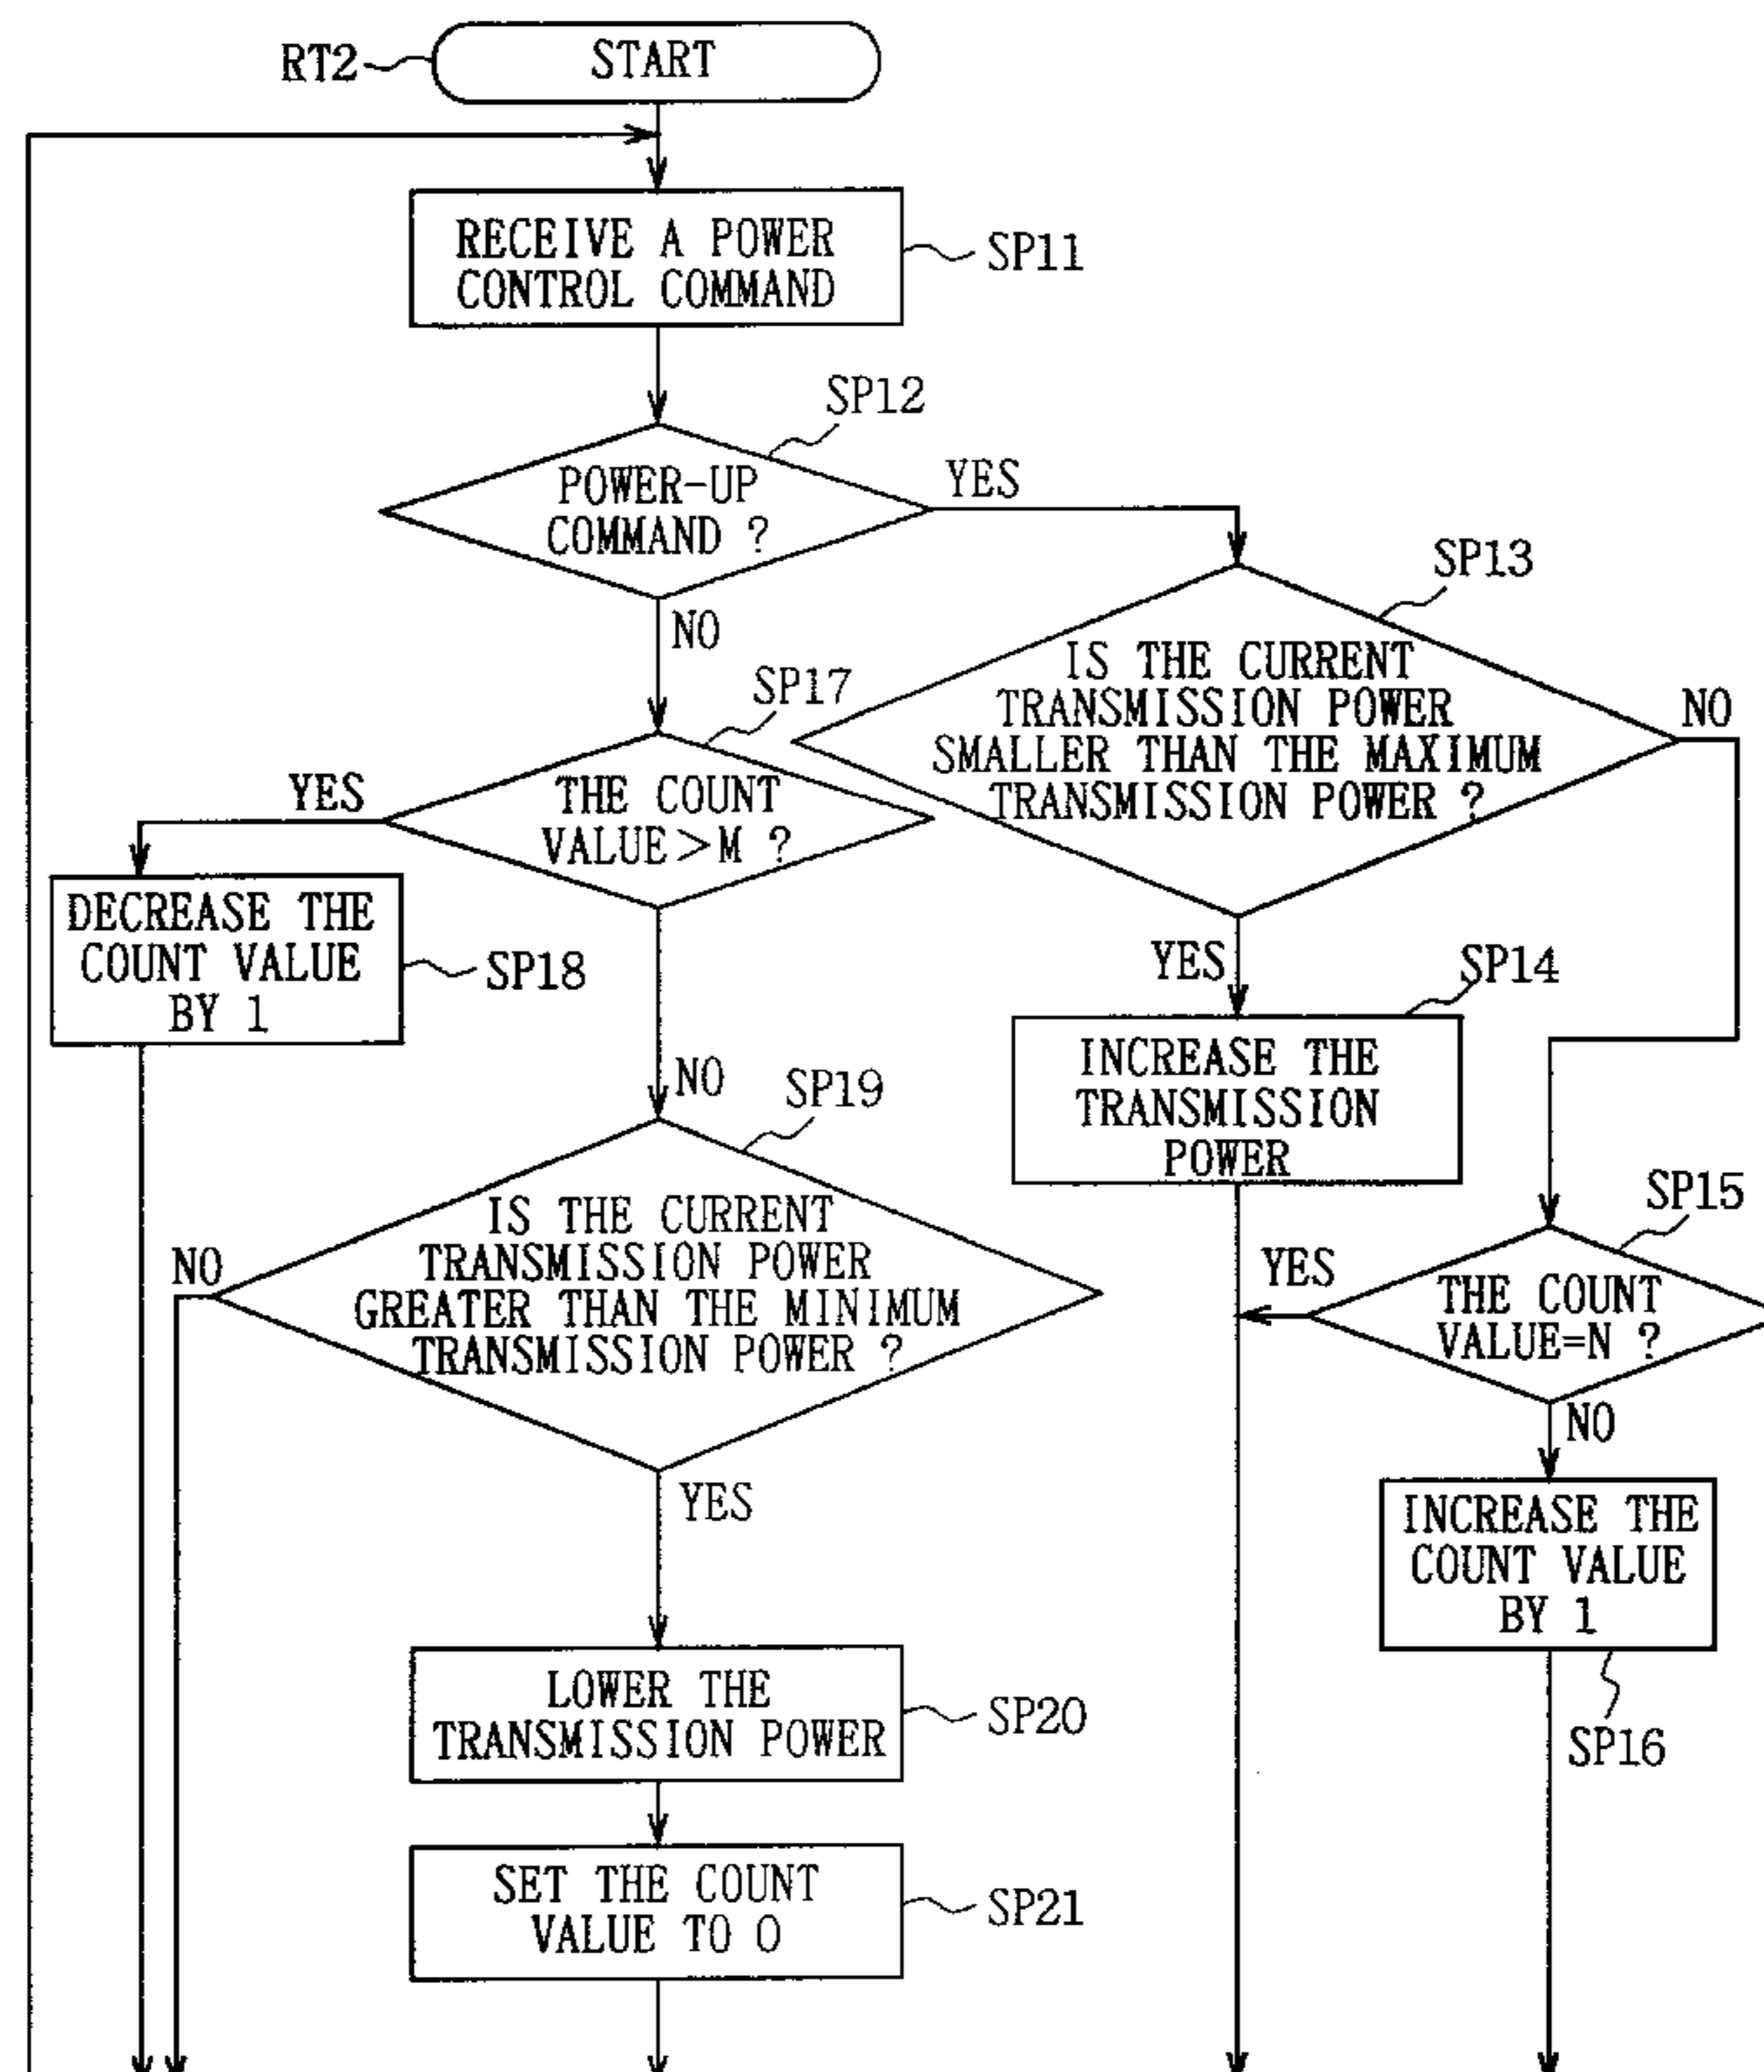 RT2
START
RECEIVE A POWER
CONTROL COMMAND
SP11
SP12
POWER-UP
COMMAND ?
YES
NO
SP13
IS THE CURRENT
TRANSMISSION POWER
SMALLER THAN THE MAXIMUM
TRANSMISSION POWER ?
NO
YES
SP17
THE COUNT
VALUE>M ?
YES
NO
DECREASE THE
COUNT VALUE
BY 1
SP18
SP14
INCREASE THE
TRANSMISSION
POWER
SP19
IS THE CURRENT
TRANSMISSION POWER
GREATER THAN THE MINIMUM
TRANSMISSION POWER ?
NO
YES
SP15
THE COUNT
VALUE=N ?
YES
NO
INCREASE THE
COUNT VALUE
BY 1
SP16
LOWER THE
TRANSMISSION POWER
SP20
SET THE COUNT
VALUE TO 0
SP21